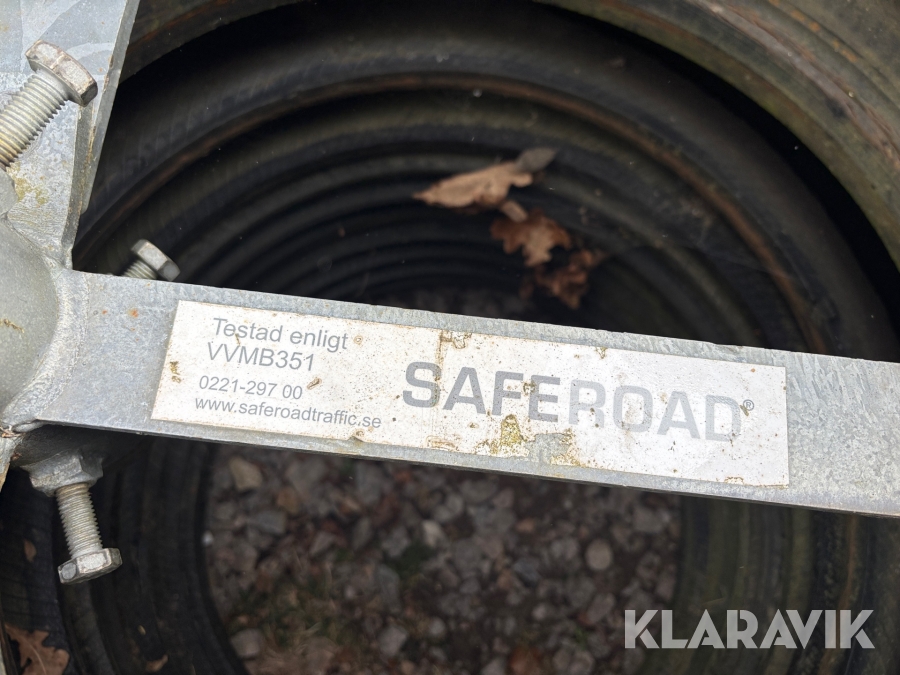 Testad enligt
VVMB351
0221-297 00
www.saferoadtraffic.se
SAFEROAD®
KLARAVIK